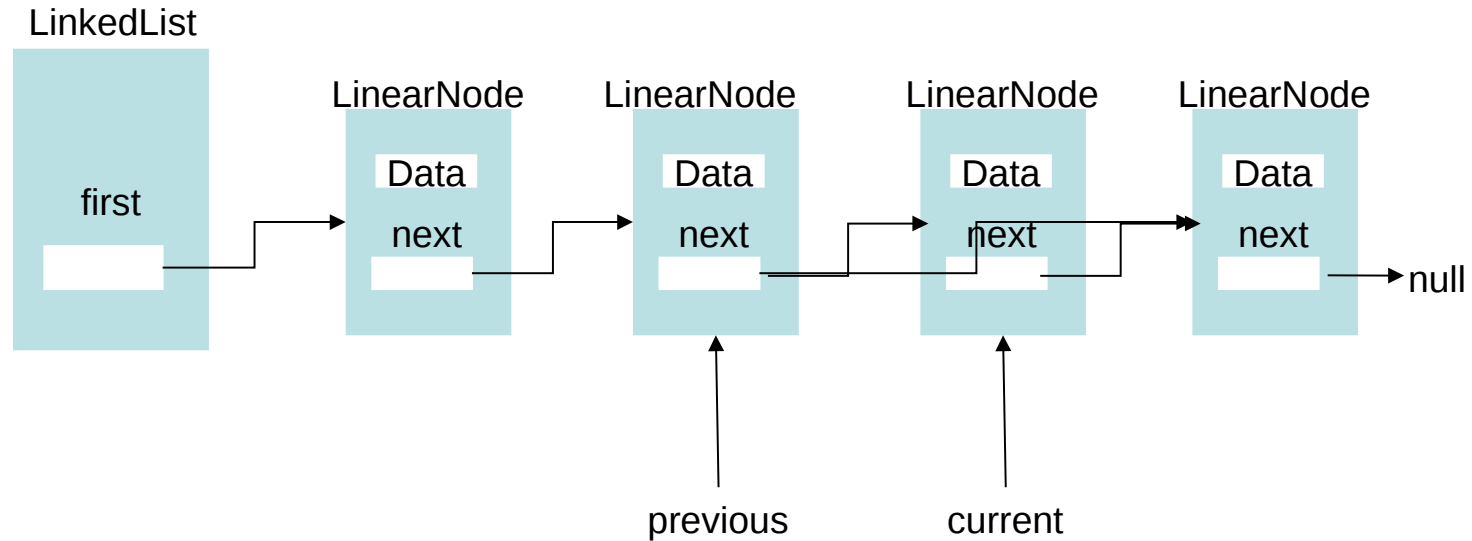 LinkedList
LinearNode LinearNode LinearNode LinearNode
Data Data Data Data
first
next next next next
null
previous current